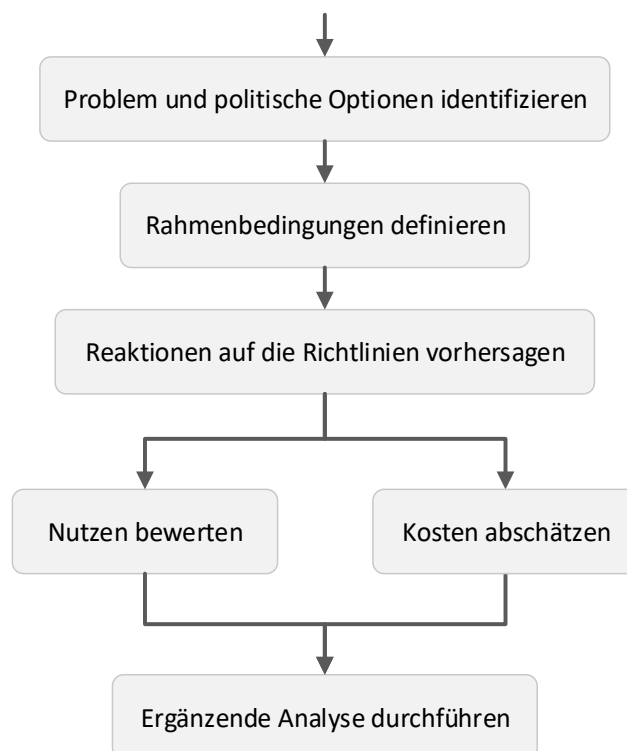 Problem und politische Optionen identifizieren
Rahmenbedingungen definieren
Reaktionen auf die Richtlinien vorhersagen
Nutzen bewerten
Kosten abschätzen
Ergänzende Analyse durchführen